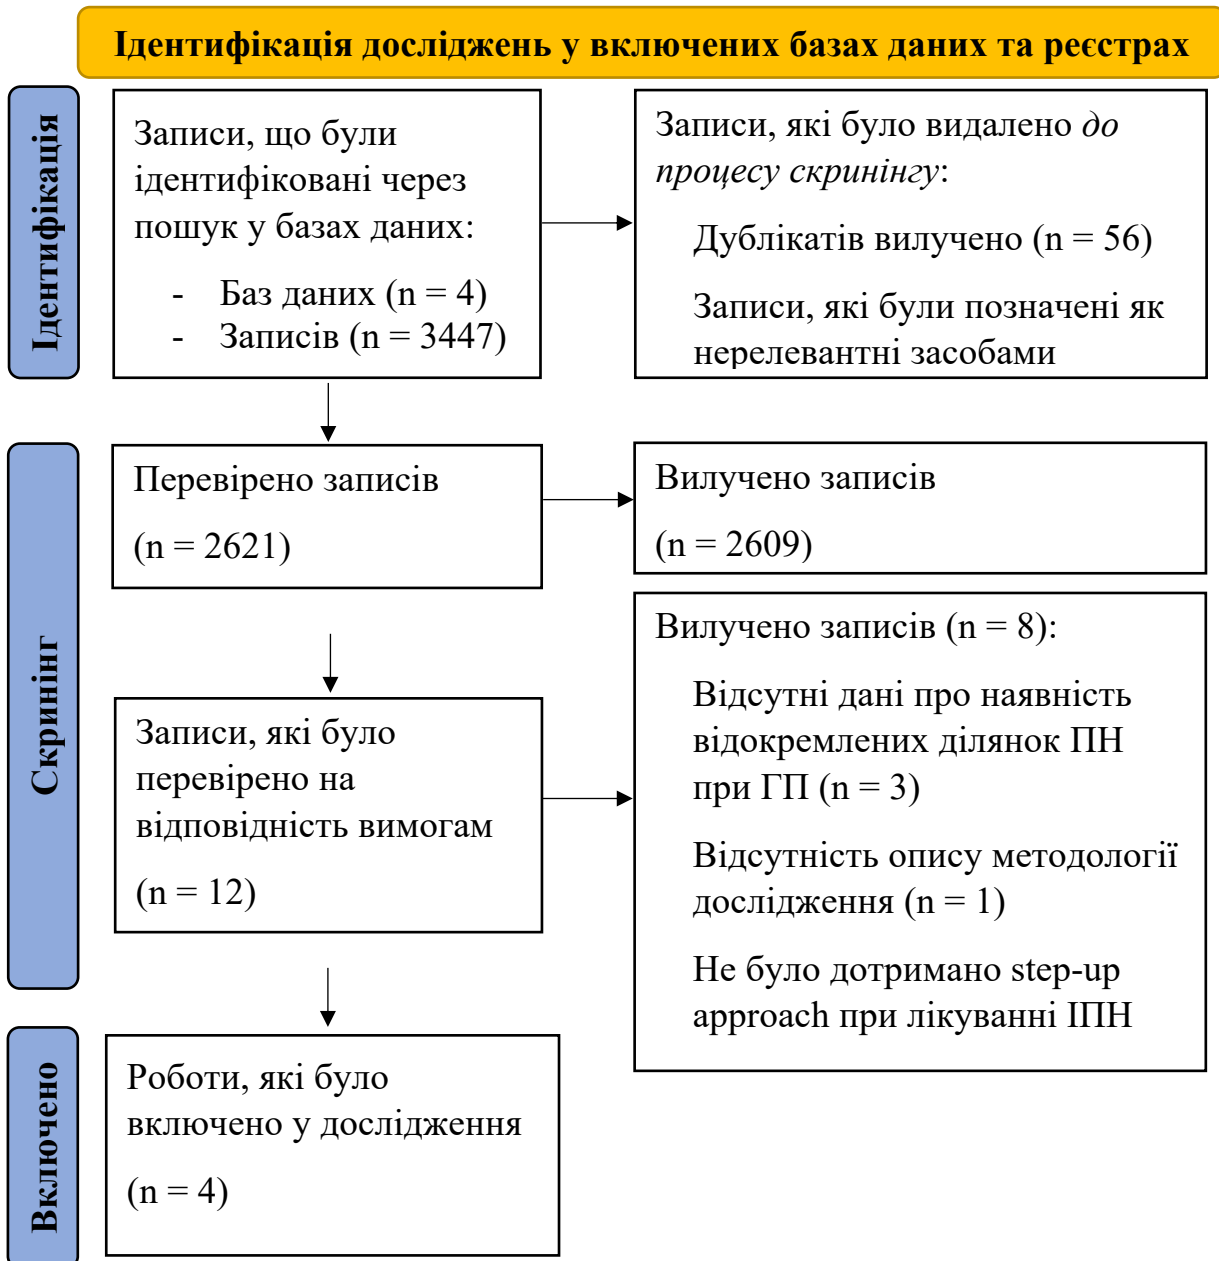 Ідентифікація досліджень у включених базах даних та реєстрах
Ідентифікація
Записи, що були
ідентифіковані через
пошук у базах даних:
- Баз даних (n = 4)
- Записів (n = 3447)
Записи, які було видалено до
процесу скринінгу:
Дублікатів вилучено (n = 56)
Записи, які були позначені як
нерелевантні засобами
Скринінг
Перевірено записів
(n = 2621)
Вилучено записів
(n = 2609)
Записи, які було
перевірено на
відповідність вимогам
(n = 12)
Вилучено записів (n = 8):
Відсутні дані про наявність
відокремлених ділянок ПН
при ГП (n = 3)
Відсутність опису методології
дослідження (n = 1)
Не було дотримано step-up
approach при лікуванні ІПН
Включено
Роботи, які було
включено у дослідження
(n = 4)